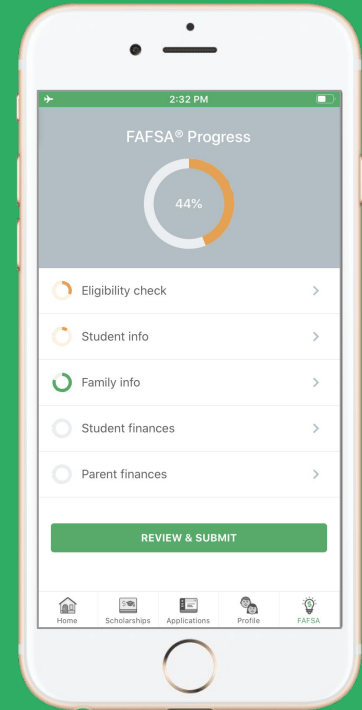 2:32 PM
FAFSA® Progress
44%
Eligibility check
Student info
Family info
Student finances
Parent finances
REVIEW & SUBMIT
Home Scholarships Applications Profile FAFSA